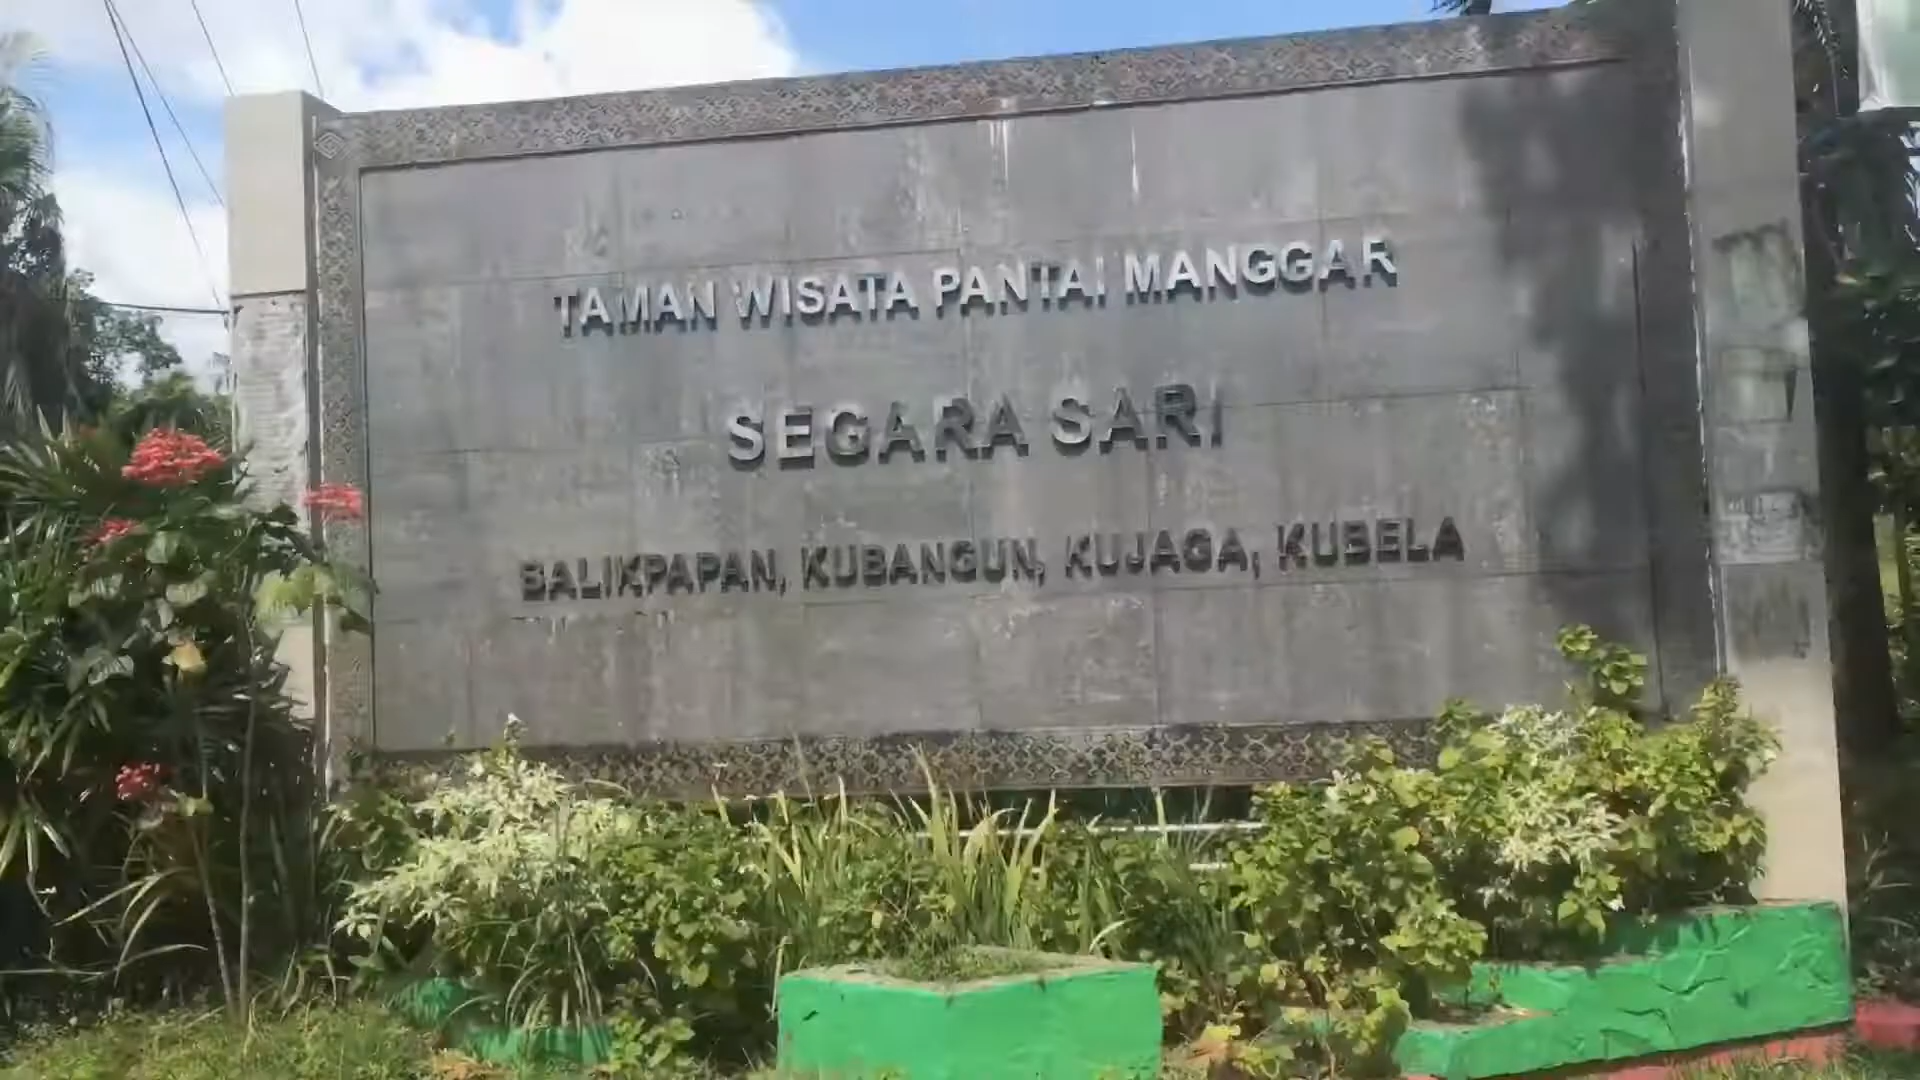 TAMAN WISATA PANTAI MANGGAR
SEGARA SARI
BALIKPAPAN, KUBANGUN, KUJAGA, KUBELA